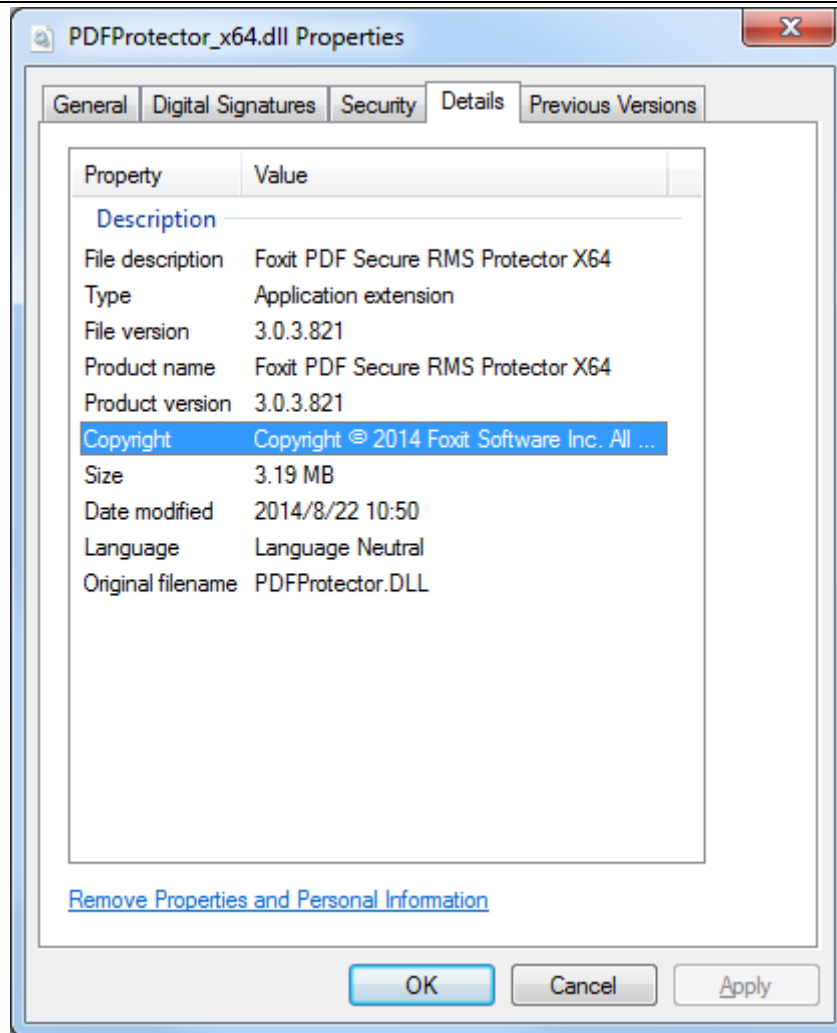 PDFProtector_x64.dll Properties
General Digital Signatures Security Details Previous Versions
Property Value
Description
File description Foxit PDF Secure RMS Protector X64
Type Application extension
File version 3.0.3.821
Product name Foxit PDF Secure RMS Protector X64
Product version 3.0.3.821
Copyright Copyright © 2014 Foxit Software Inc. All ...
Size 3.19 MB
Date modified 2014/8/22 10:50
Language Language Neutral
Original filename PDFProtector.DLL
Remove Properties and Personal Information
OK Cancel Apply